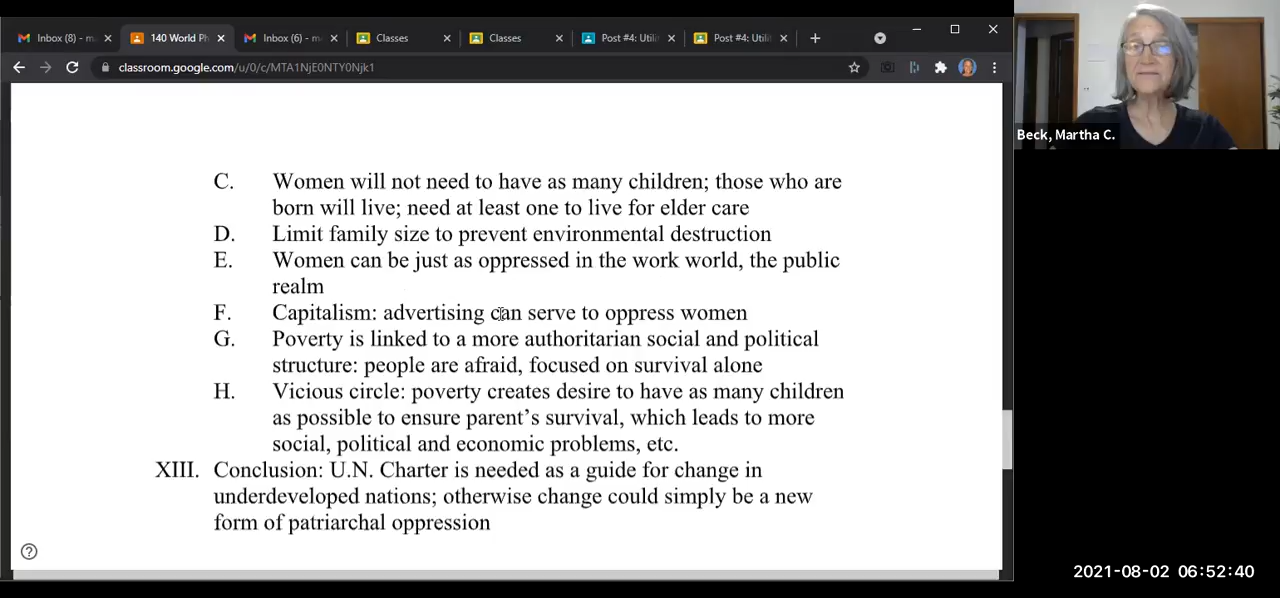 Inbox (8) - m
140 World Ph
Inbox (6) - m
Classes
Classes
Post #4: Utili
Post #4: Utili
classroom.google.com/u/0/c/MTA1NjE0NTY0Njk1
Beck, Martha C.
C. Women will not need to have as many children; those who are
born will live; need at least one to live for elder care
D. Limit family size to prevent environmental destruction
E. Women can be just as oppressed in the work world, the public
realm
F. Capitalism: advertising can serve to oppress women
G. Poverty is linked to a more authoritarian social and political
structure: people are afraid, focused on survival alone
H. Vicious circle: poverty creates desire to have as many children
as possible to ensure parent’s survival, which leads to more
social, political and economic problems, etc.
XIII. Conclusion: U.N. Charter is needed as a guide for change in
underdeveloped nations; otherwise change could simply be a new
form of patriarchal oppression
2021-08-02 06:52:40